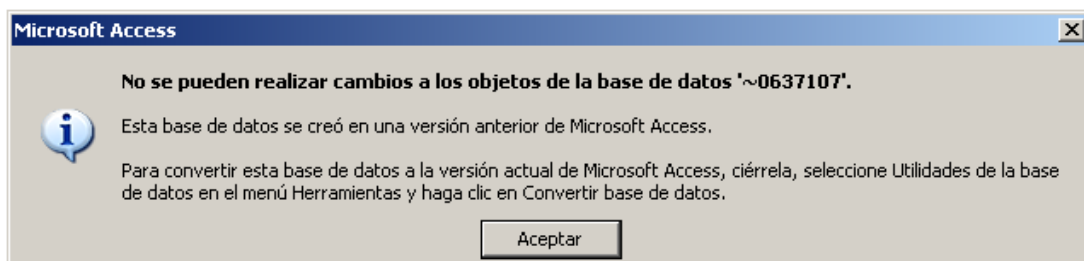 Microsoft Access
No se pueden realizar cambios a los objetos de la base de datos '~0637107'.
Esta base de datos se creó en una versión anterior de Microsoft Access.
Para convertir esta base de datos a la versión actual de Microsoft Access, ciérrela, seleccione Utilidades de la base
de datos en el menú Herramientas y haga clic en Convertir base de datos.
Aceptar